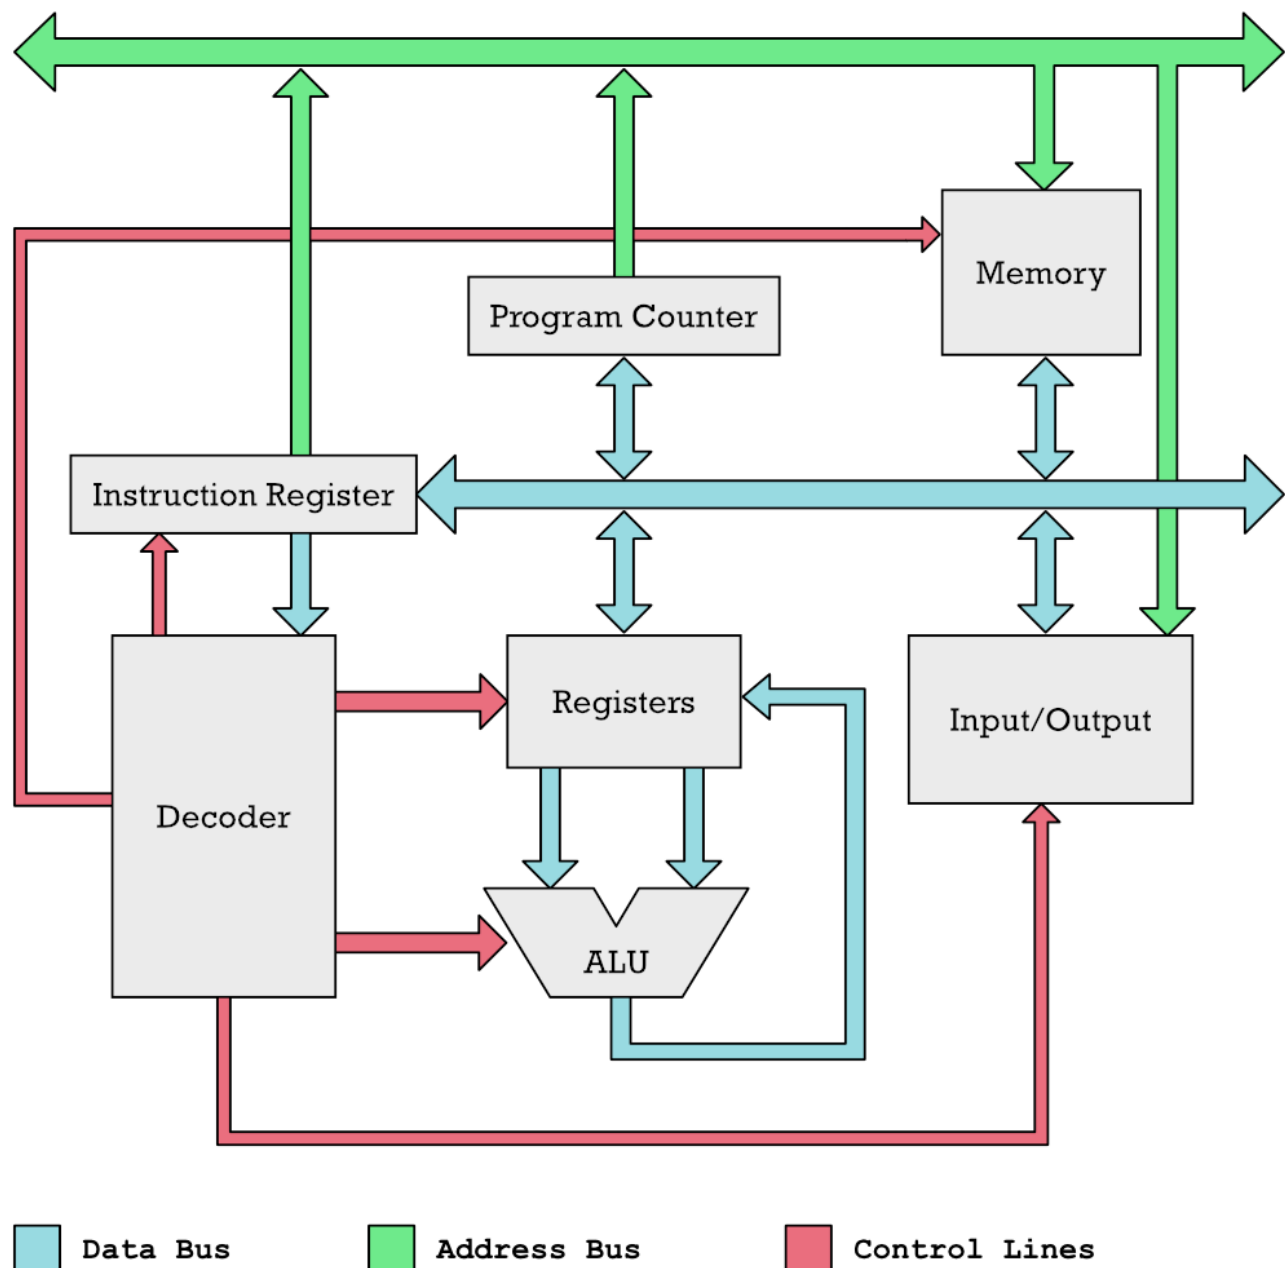 Memory
Program Counter
Instruction Register
Registers
Input/Output
Decoder
ALU
Data Bus
Address Bus
Control Lines